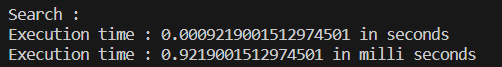 Search :
Execution time : 0.0009219001512974501 in seconds
Execution time : 0.9219001512974501 in milli seconds